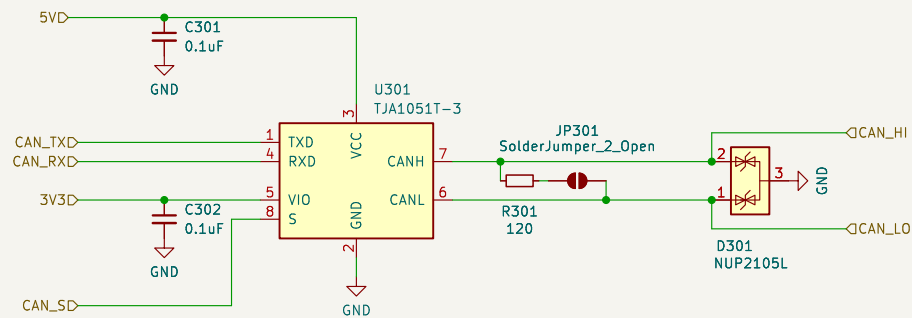 5V
C301
0.1uF
GND
U301
TJA1051T-3
3
VCC
CAN_TX
1
TXD
CAN_RX
4
RXD
7
CANH
JP301
SolderJumper_2_Open
CAN_HI
2
3
GND
3V3
5
VIO
6
CANL
1
C302
0.1uF
8
S
GND
2
R301
120
CAN_LO
D301
NUP2105L
GND
CAN_S
GND